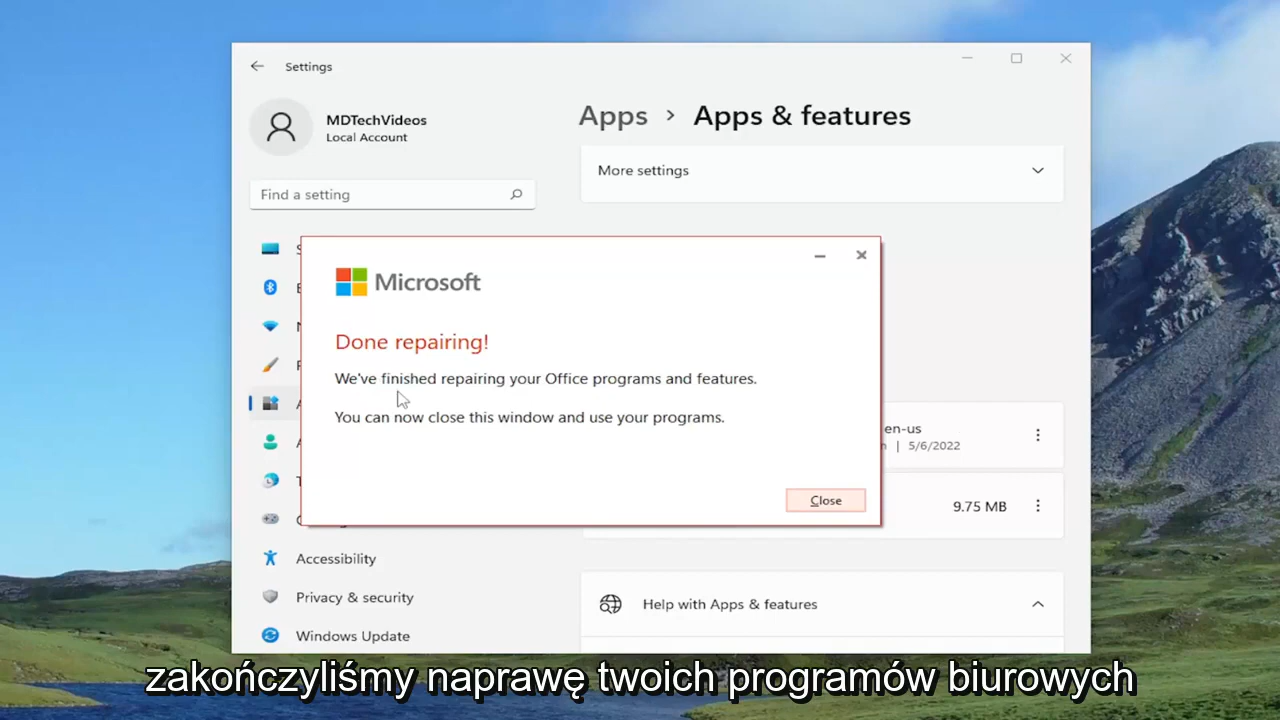 Settings
MDTechVideos
Local Account
Find a setting
Apps > Apps & features
More settings
Microsoft
Done repairing!
We've finished repairing your Office programs and features.
You can now close this window and use your programs.
Close
en-us
| 5/6/2022
9.75 MB
Accessibility
Privacy & security
Windows Update
Help with Apps & features
zakończyliśmy naprawę twoich programów biurowych